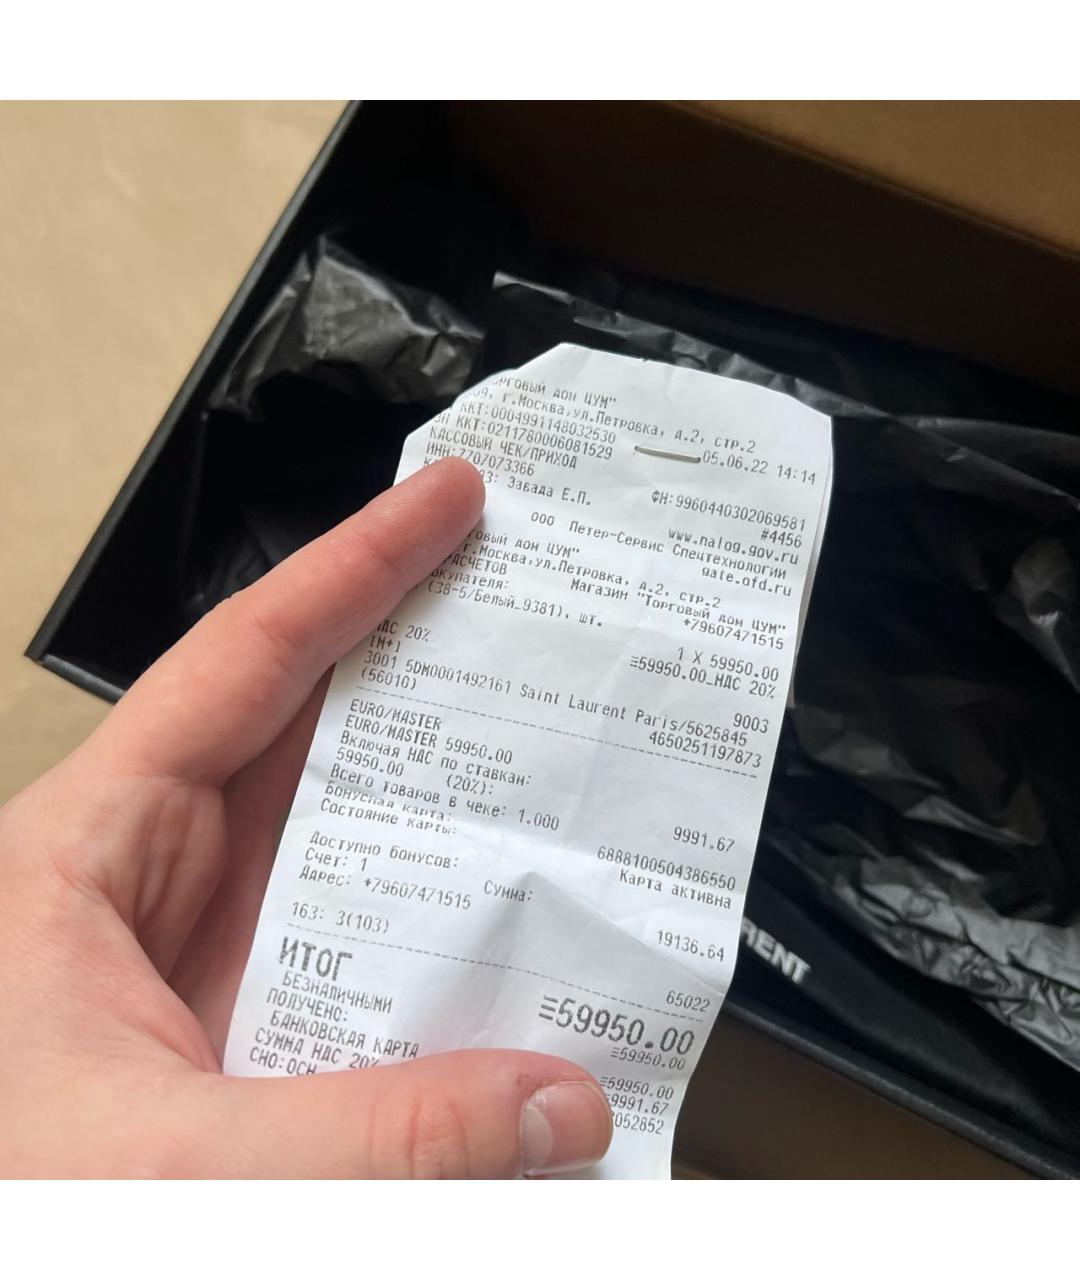 орговый дом ЦУМ"
09, г.Москва,ул.Петровка, д.2, стр.2
ККТ:0004991148032530 05.06.22 14:14
ЗН ККТ:0211780006081529
КАССОВЫЙ ЧЕК/ПРИХОД ФН:9960440302069581
ИНН:7707073366 #4456
Завада Е.П. www.nalog.gov.ru
ООО Петер-Сервис Спецтехнологии
gate.ofd.ru
говый дом ЦУМ"
г.Москва,ул.Петровка, д.2, стр.2
РАСЧЕТОВ Магазин "Торговый дом ЦУМ"
окупателя: +79607471515
(38-5/Белый_9381), шт.
1 X 59950.00
НДС 20% ≡59950.00_НДС 20%
[M+]
3001 5DM0001492161 Saint Laurent Paris/5625845 9003
(56010) 4650251197873
EURO/MASTER
EURO/MASTER 59950.00
Включая НДС по ставкам:
59950.00 (20%): 9991.67
Всего товаров в чеке: 1.000
Бонусная карта: 6888100504386550
Состояние карты: Карта активна
Доступно бонусов: 19136.64
Счет: 1 Сумма:
Адрес: +79607471515
163: 3(103) 65022
ИТОГ ≡59950.00
БЕЗНАЛИЧНЫМИ ≡59950.00
ПОЛУЧЕНО:
БАНКОВСКАЯ КАРТА ≡59950.00
СУММА НДС 20% ≡9991.67
СНО:ОСН 052852
RENT